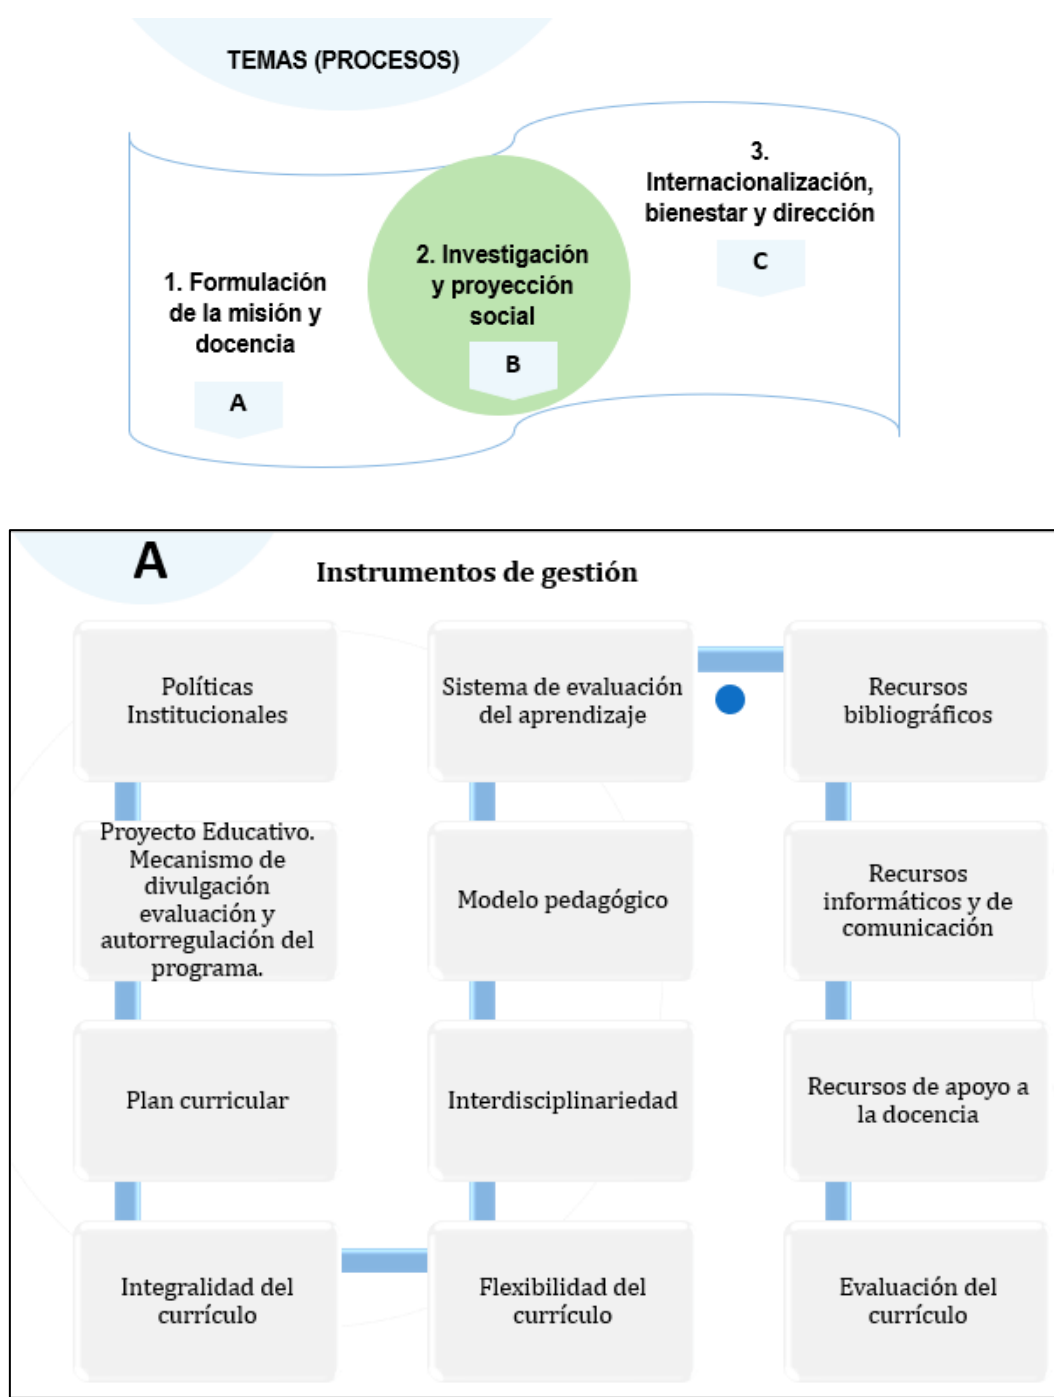 TEMAS (PROCESOS)
1. Formulación
de la misión y
docencia
A
2. Investigación
y proyección
social
B
3.
Internacionalización,
bienestar y dirección
C
A
Instrumentos de gestión
Políticas
Institucionales
Proyecto Educativo.
Mecanismo de
divulgación
evaluación y
autorregulación del
programa.
Plan curricular
Integralidad del
currículo
Flexibilidad del
currículo
Interdisciplinariedad
Modelo pedagógico
Sistema de evaluación
del aprendizaje
Recursos
bibliográficos
Recursos
informáticos y de
comunicación
Recursos de apoyo a
la docencia
Evaluación del
currículo